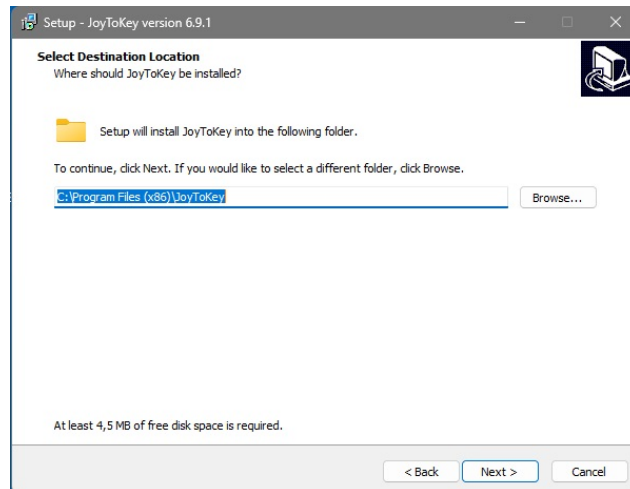 Setup - JoyToKey version 6.9.1
Select Destination Location
Where should JoyToKey be installed?
Setup will install JoyToKey into the following folder.
To continue, click Next. If you would like to select a different folder, click Browse.
C:\Program Files (x86)\JoyToKey
Browse...
At least 4,5 MB of free disk space is required.
< Back
Next >
Cancel